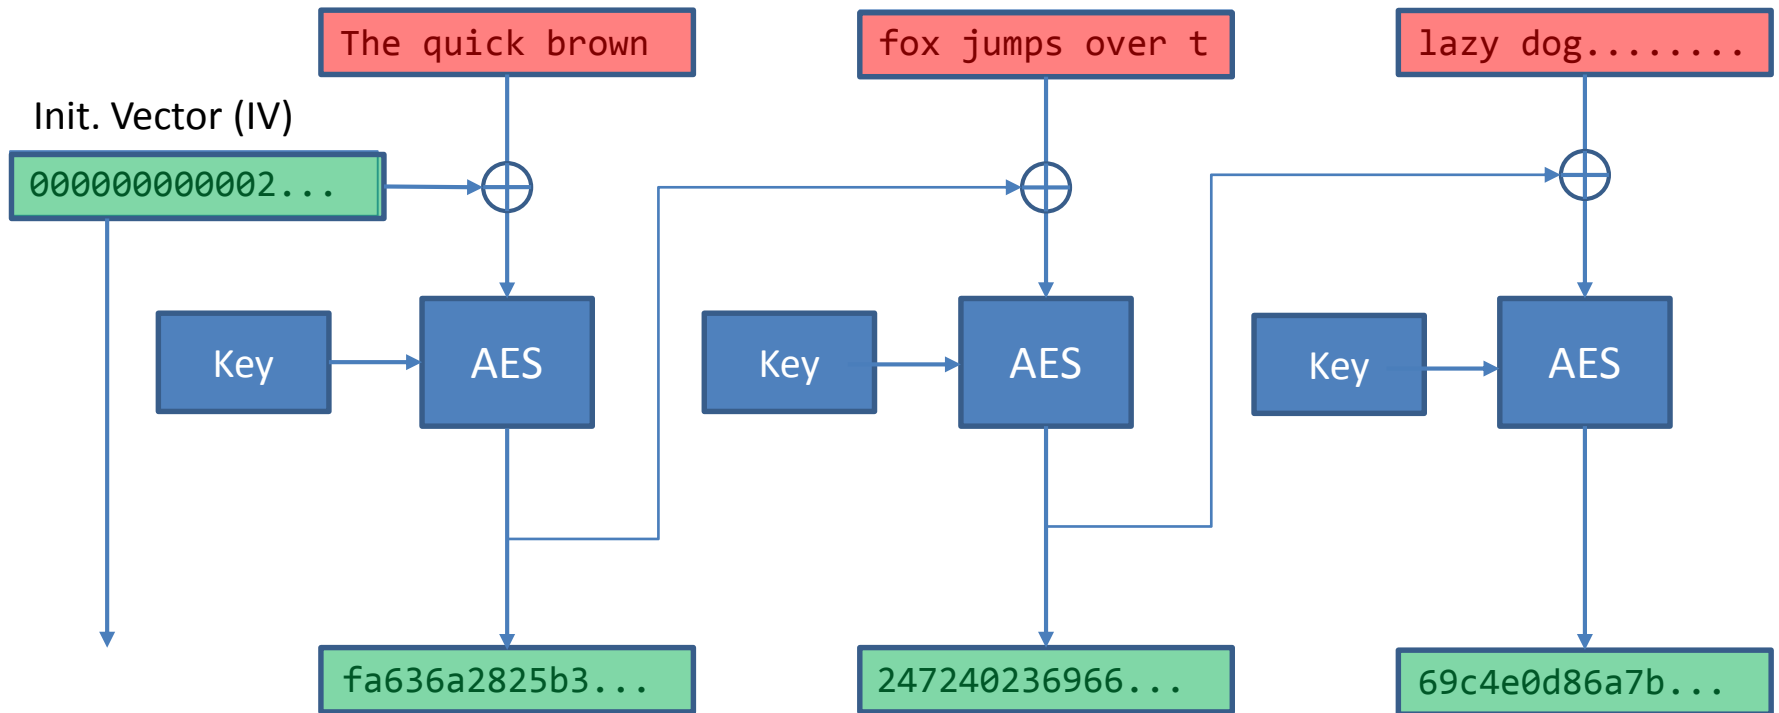 The quick brown
fox jumps over t
lazy dog........
Init. Vector (IV)
000000000002...
Key
AES
Key
AES
Key
AES
fa636a2825b3...
247240236966...
69c4e0d86a7b...